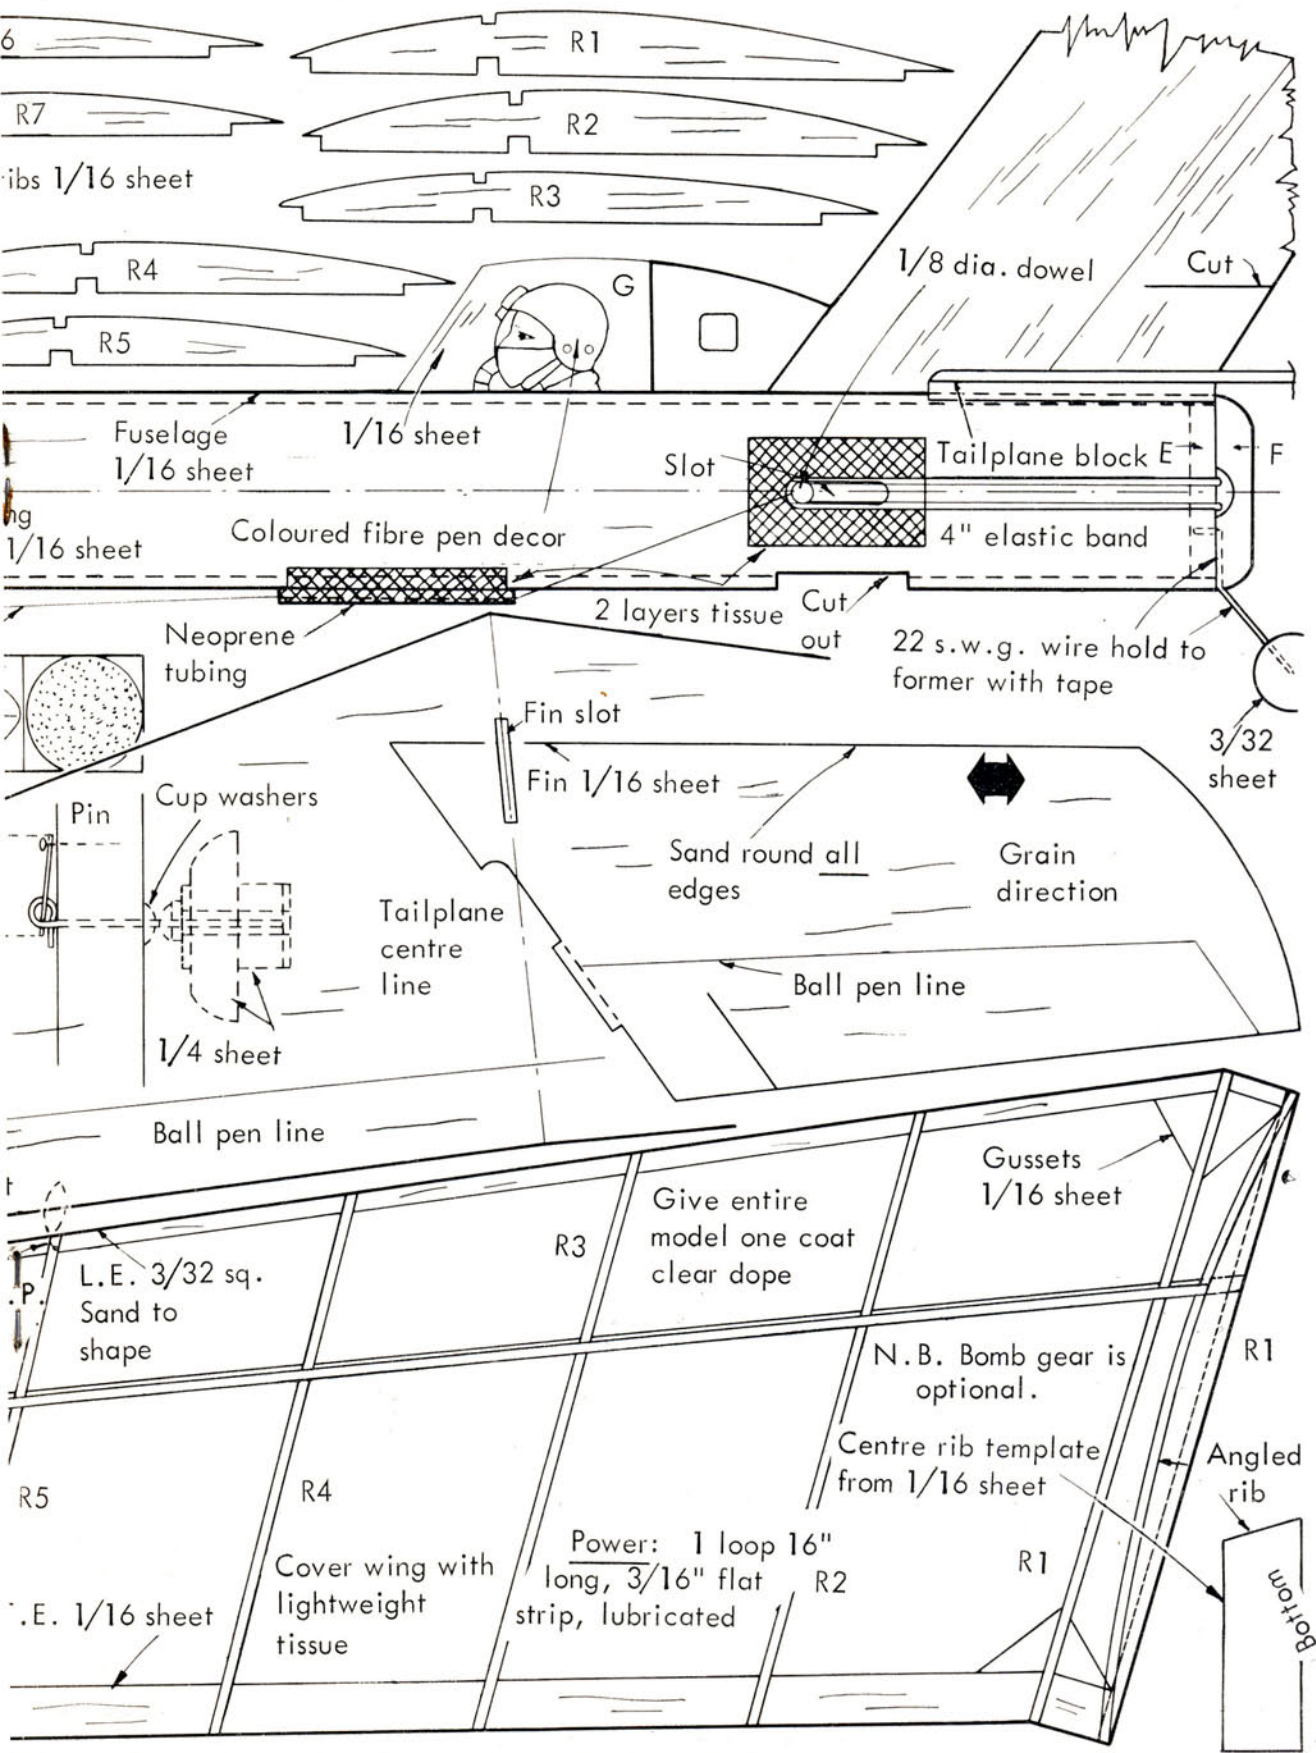 6
R1
R7
R2
ribs 1/16 sheet
R3
R4
R5
G
1/8 dia. dowel
Cut
Fuselage
1/16 sheet
1/16 sheet
Slot
Tailplane block E
F
ng
1/16 sheet
Coloured fibre pen decor
4" elastic band
2 layers tissue
Cut
out
Neoprene
tubing
22 s.w.g. wire hold to
former with tape
3/32
sheet
Fin slot
Fin 1/16 sheet
Cup washers
Pin
Sand round all
edges
Grain
direction
Tailplane
centre
line
Ball pen line
1/4 sheet
Ball pen line
Gussets
1/16 sheet
t
.P.
L.E. 3/32 sq.
Sand to
shape
R3
Give entire
model one coat
clear dope
N.B. Bomb gear is
optional.
R1
Centre rib template
from 1/16 sheet
Angled
rib
R5
R4
Cover wing with
lightweight
tissue
Power: 1 loop 16"
long, 3/16" flat
strip, lubricated
R2
R1
.E. 1/16 sheet
Bottom